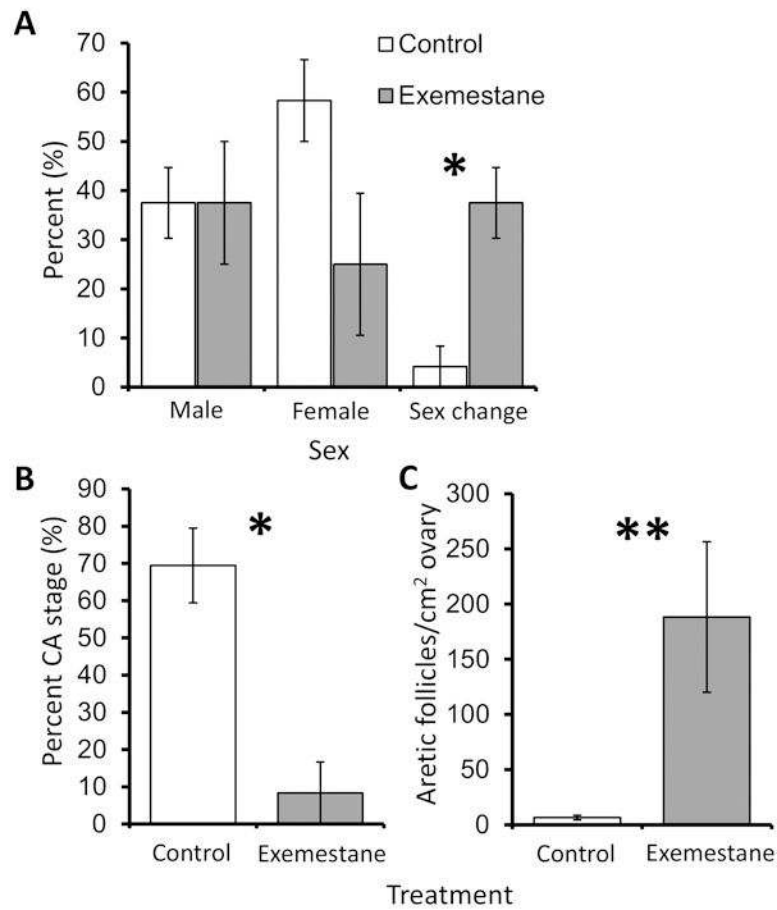 A
Control
Exemestane
70
60
50
40
30
20
10
0
Percent (%)
*
Male Female Sex change
Sex
B
90
80
70
60
50
40
30
20
10
0
Percent CA stage (%)
*
Control Exemestane
C
300
250
200
150
100
50
0
Aretic follicles/cm² ovary
**
Control Exemestane
Treatment